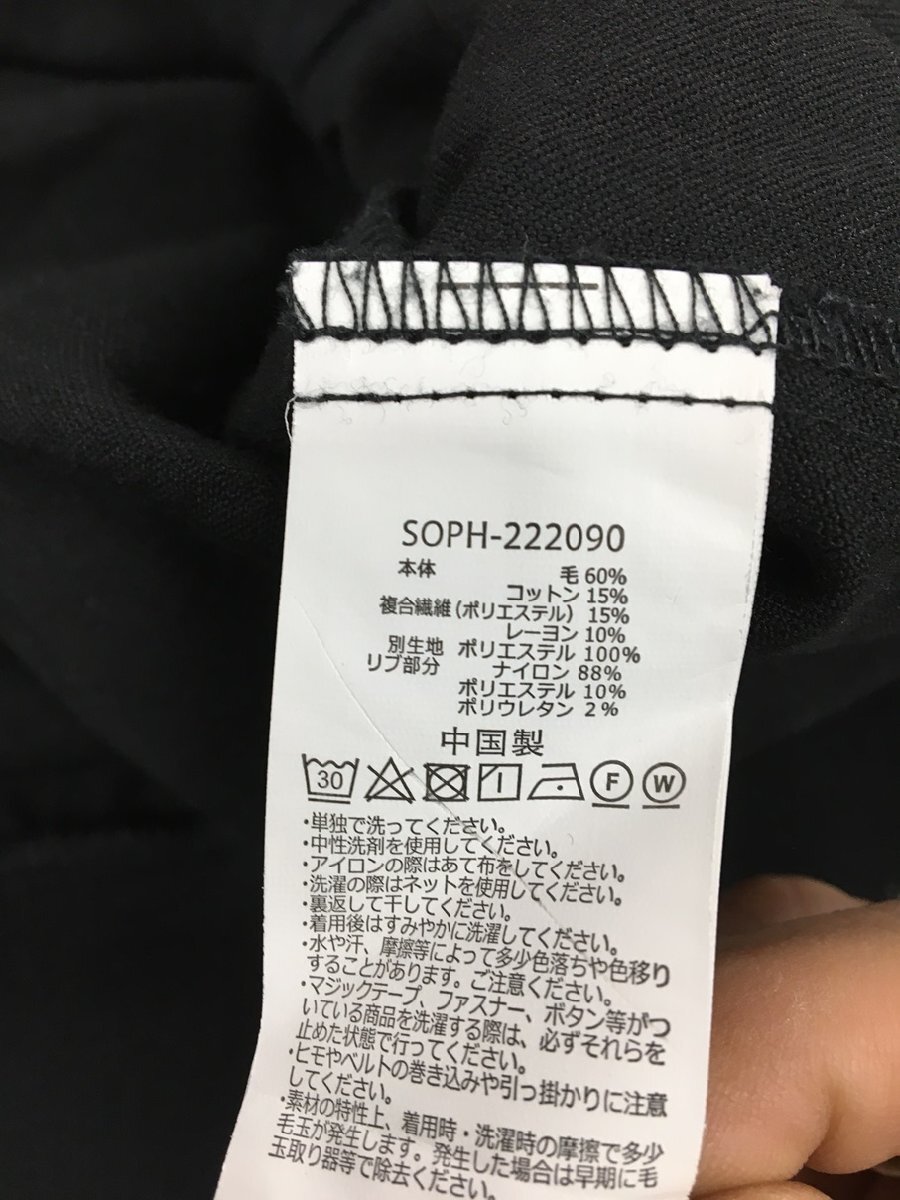 SOPH-222090
本体 毛 60%
コットン 15%
複合繊維(ポリエステル) 15%
レーヨン 10%
別生地 ポリエステル 100%
リブ部分 ナイロン 88%
ポリエステル 10%
ポリウレタン 2%
中国製
30 F W
・単独で洗ってください。
・中性洗剤を使用してください。
・アイロンの際はあて布をしてください。
・洗濯の際はネットを使用してください。
・裏返して干してください。
・着用後はすみやかに洗濯してください。
・水や汗、摩擦等によって多少色落ちや色移り
することがあります。ご注意ください。
・マジックテープ、ファスナー、ボタン等がつ
いている商品を洗濯する際は、必ずそれらを
止めた状態で行ってください。
・ヒモやベルトの巻き込みや引っ掛かりに注意
してください。
・素材の特性上、着用時・洗濯時の摩擦で多少
毛玉が発生します。発生した場合は早期に毛
玉取り器等で除去ください。